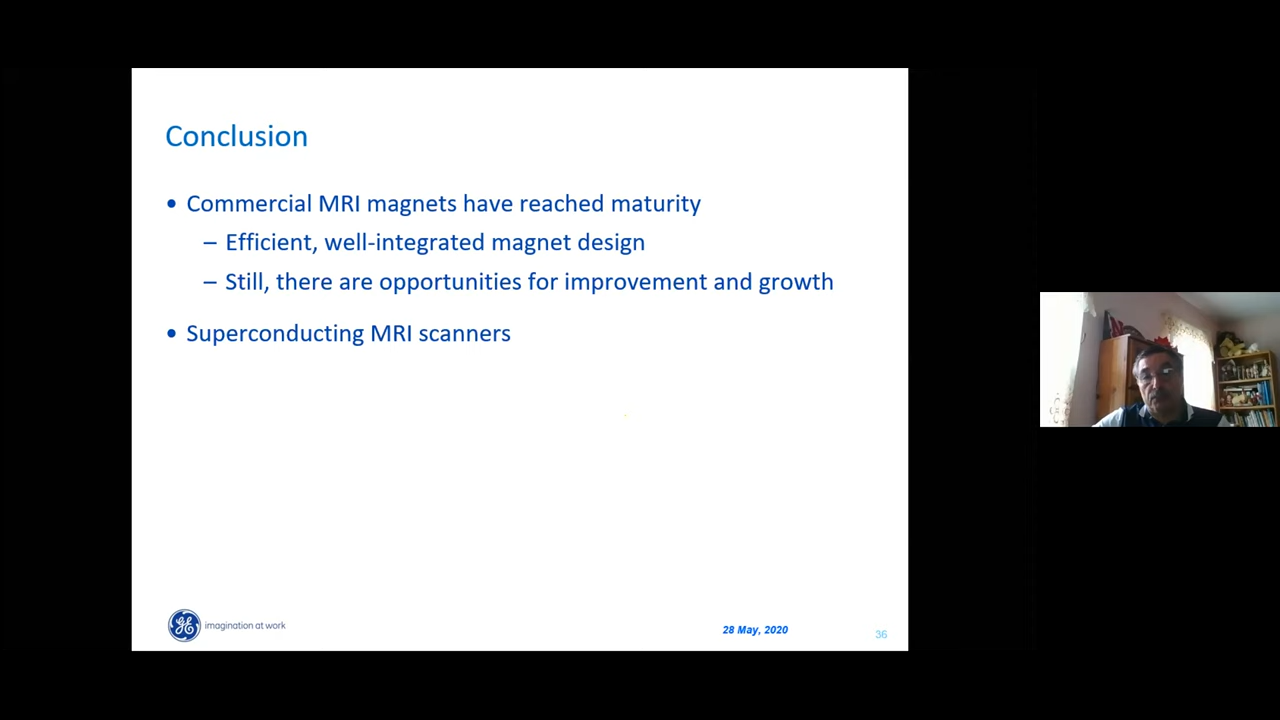 Conclusion
• Commercial MRI magnets have reached maturity
– Efficient, well-integrated magnet design
– Still, there are opportunities for improvement and growth
• Superconducting MRI scanners
GE imagination at work
28 May, 2020
36